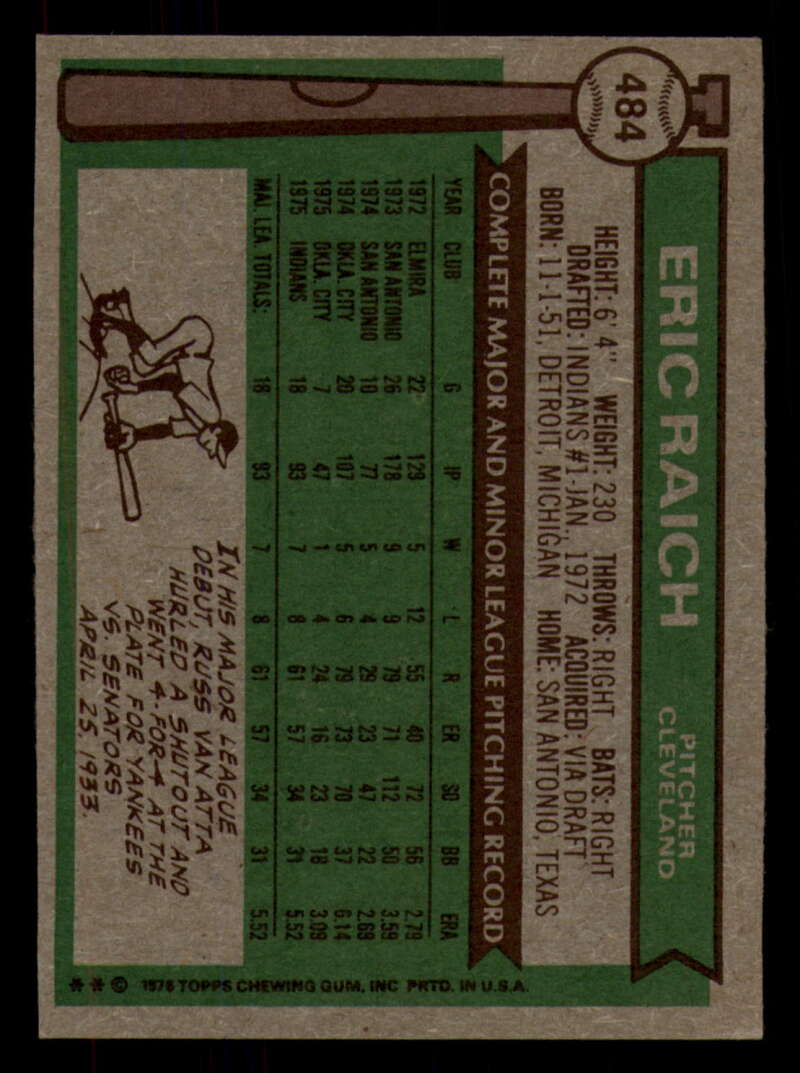 484
ERIC RAICH PITCHER
CLEVELAND
HEIGHT: 6' 4" WEIGHT: 230 THROWS: RIGHT BATS: RIGHT
DRAFTED: INDIANS #1-JAN., 1972 ACQUIRED: VIA DRAFT
BORN: 11-1-51, DETROIT, MICHIGAN HOME: SAN ANTONIO, TEXAS
COMPLETE MAJOR AND MINOR LEAGUE PITCHING RECORD
YEAR CLUB G IP W L R ER SO BB ERA
1972 ELMIRA 22 129 5 12 55 40 72 56 2.79
1973 SAN ANTONIO 26 178 9 9 79 71 112 50 3.59
1974 SAN ANTONIO 10 77 5 4 29 23 47 22 2.69
1974 OKLA. CITY 20 107 5 6 79 73 70 37 6.14
1975 OKLA. CITY 7 47 1 4 24 16 23 18 3.09
1975 INDIANS 18 93 7 8 61 57 34 31 5.52
MAJ. LEA. TOTALS: 18 93 7 8 61 57 34 31 5.52
IN HIS MAJOR LEAGUE
DEBUT, RUSS VAN ATTA
HURLED A SHUTOUT AND
WENT 4-FOR-4 AT THE
PLATE FOR YANKEES
VS. SENATORS
APRIL 25, 1933.
* * © 1976 TOPPS CHEWING GUM, INC PRTD. IN U.S.A.